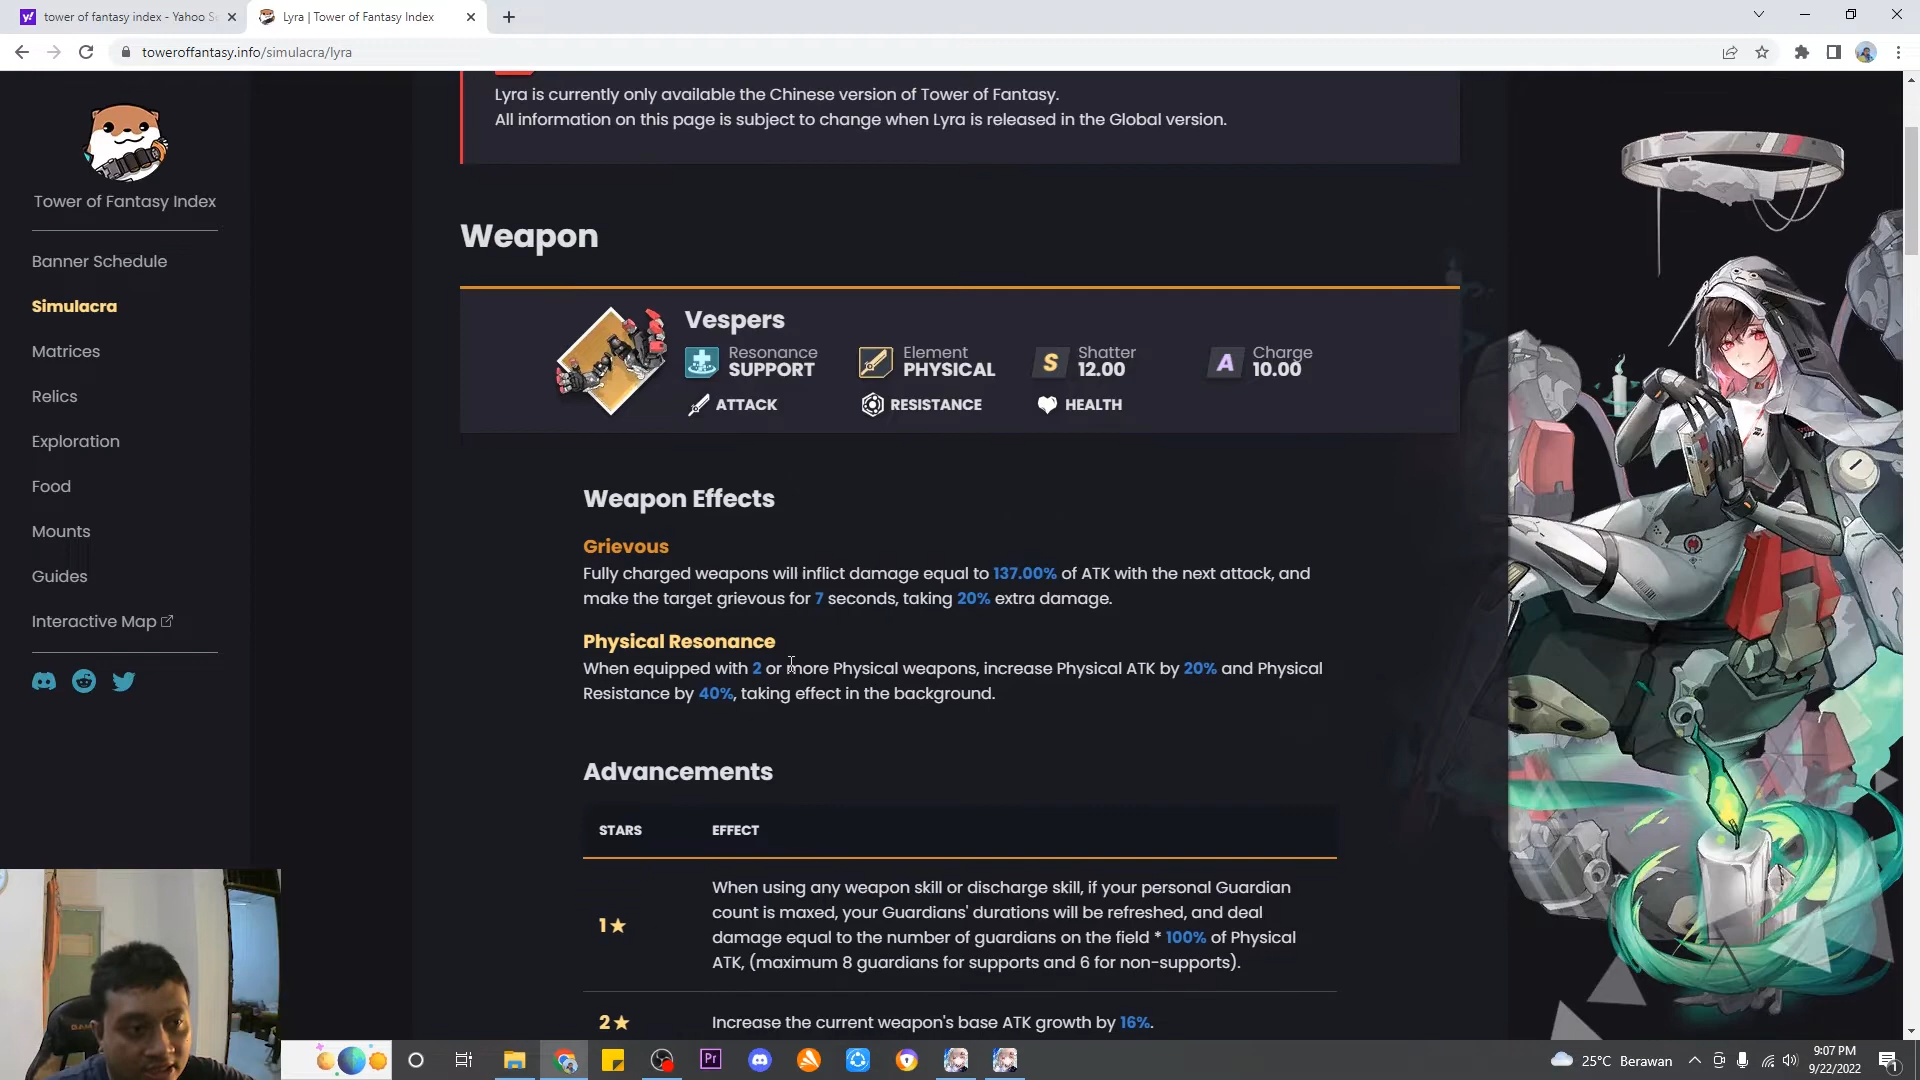 tower of fantasy index - Yahoo S
Lyra | Tower of Fantasy Index
toweroffantasy.info/simulacra/lyra
Tower of Fantasy Index
Banner Schedule
Simulacra
Matrices
Relics
Exploration
Food
Mounts
Guides
Interactive Map
Lyra is currently only available the Chinese version of Tower of Fantasy.
All information on this page is subject to change when Lyra is released in the Global version.
Weapon
Vespers
Resonance
SUPPORT
Element
PHYSICAL
S
Shatter
12.00
A
Charge
10.00
ATTACK
RESISTANCE
HEALTH
Weapon Effects
Grievous
Fully charged weapons will inflict damage equal to 137.00% of ATK with the next attack, and
make the target grievous for 7 seconds, taking 20% extra damage.
Physical Resonance
When equipped with 2 or more Physical weapons, increase Physical ATK by 20% and Physical
Resistance by 40%, taking effect in the background.
Advancements
STARS EFFECT
1★
When using any weapon skill or discharge skill, if your personal Guardian
count is maxed, your Guardians' durations will be refreshed, and deal
damage equal to the number of guardians on the field * 100% of Physical
ATK, (maximum 8 guardians for supports and 6 for non-supports).
2★ Increase the current weapon's base ATK growth by 16%.
Pr
25°C Berawan
9:07 PM
9/22/2022
1